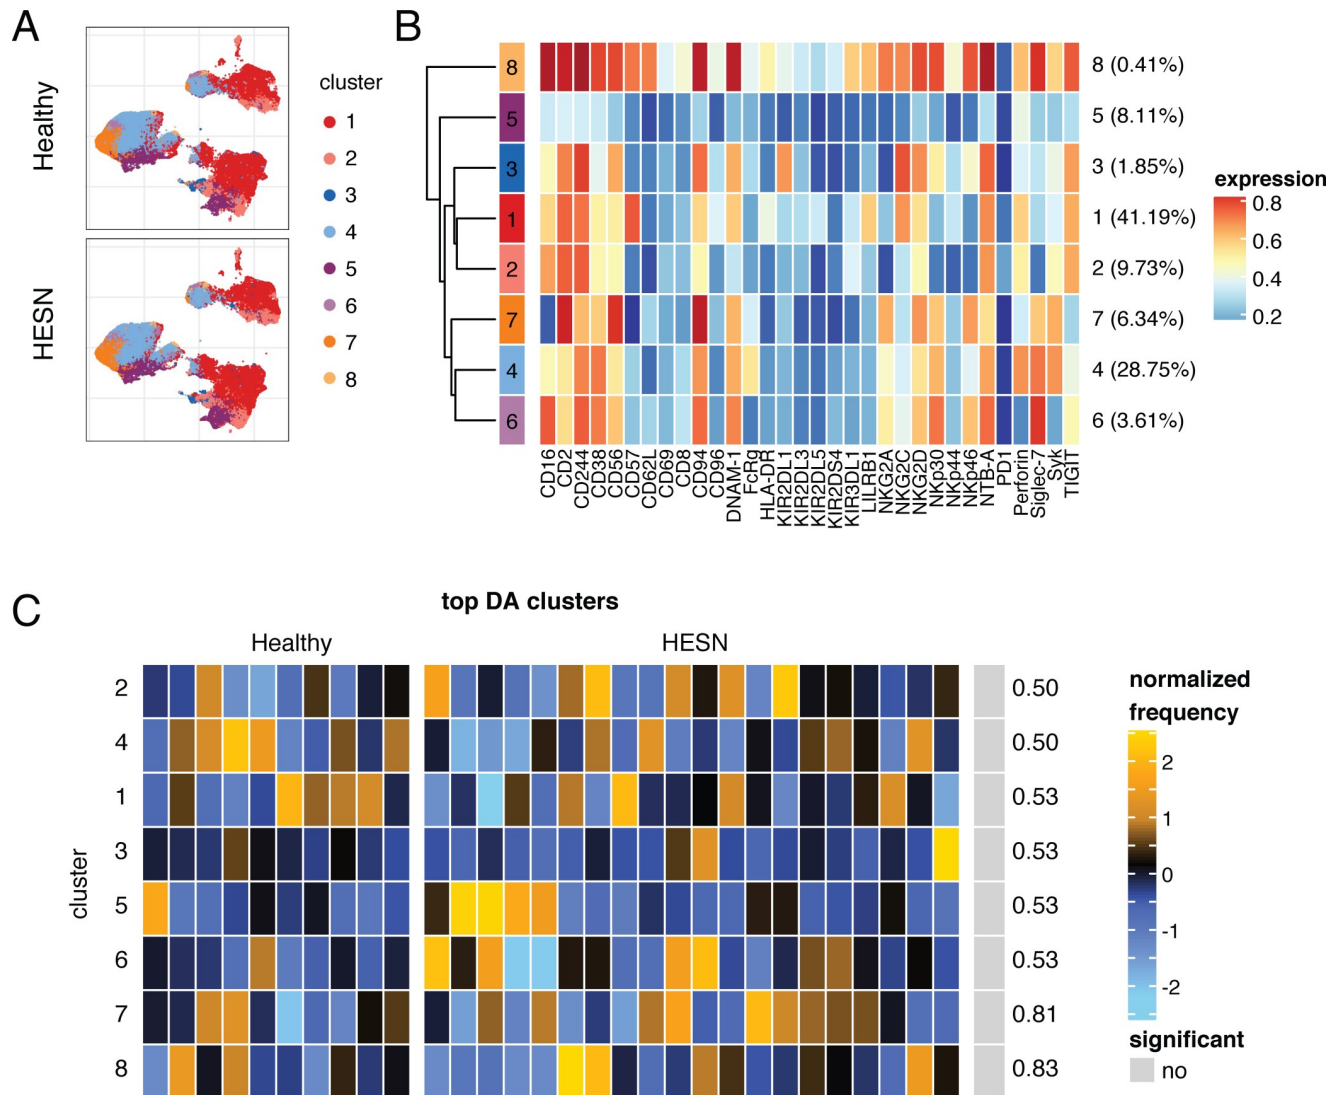 A
Healthy
HESN
cluster
1
2
3
4
5
6
7
8
B
8
5
3
1
2
7
4
6
8 (0.41%)
5 (8.11%)
3 (1.85%)
1 (41.19%)
2 (9.73%)
7 (6.34%)
4 (28.75%)
6 (3.61%)
CD16
CD2
CD244
CD38
CD56
CD57
CD62L
CD69
CD8
CD94
CD96
DNAM-1
FcRg
HLA-DR
KIR2DL1
KIR2DL3
KIR2DL5
KIR2DS4
KIR3DL1
LILRB1
NKG2A
NKG2C
NKG2D
NKp30
NKp44
NKp46
NTB-A
PD1
Perforin
Siglec-7
Syk
TIGIT
expression
0.8
0.6
0.4
0.2
C
top DA clusters
Healthy HESN
cluster
2 0.50
4 0.50
1 0.53
3 0.53
5 0.53
6 0.53
7 0.81
8 0.83
normalized
frequency
2
1
0
-1
-2
significant
no